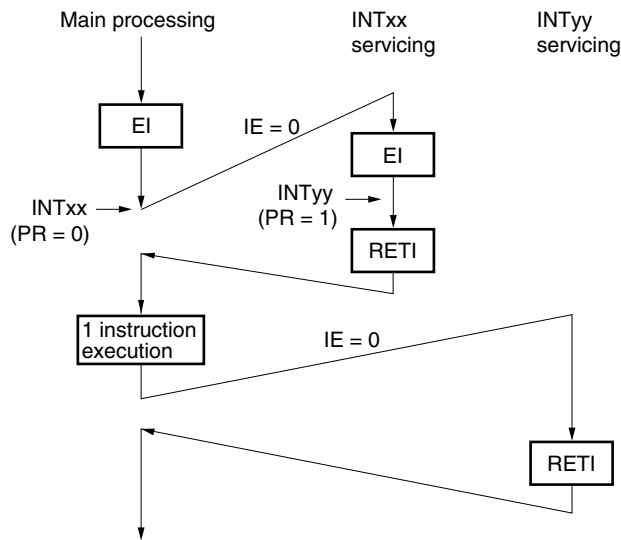 Main processing
INTxx
servicing
INTyy
servicing
EI
IE = 0
EI
INTxx
(PR = 0)
INTyy
(PR = 1)
RETI
1 instruction
execution
IE = 0
RETI